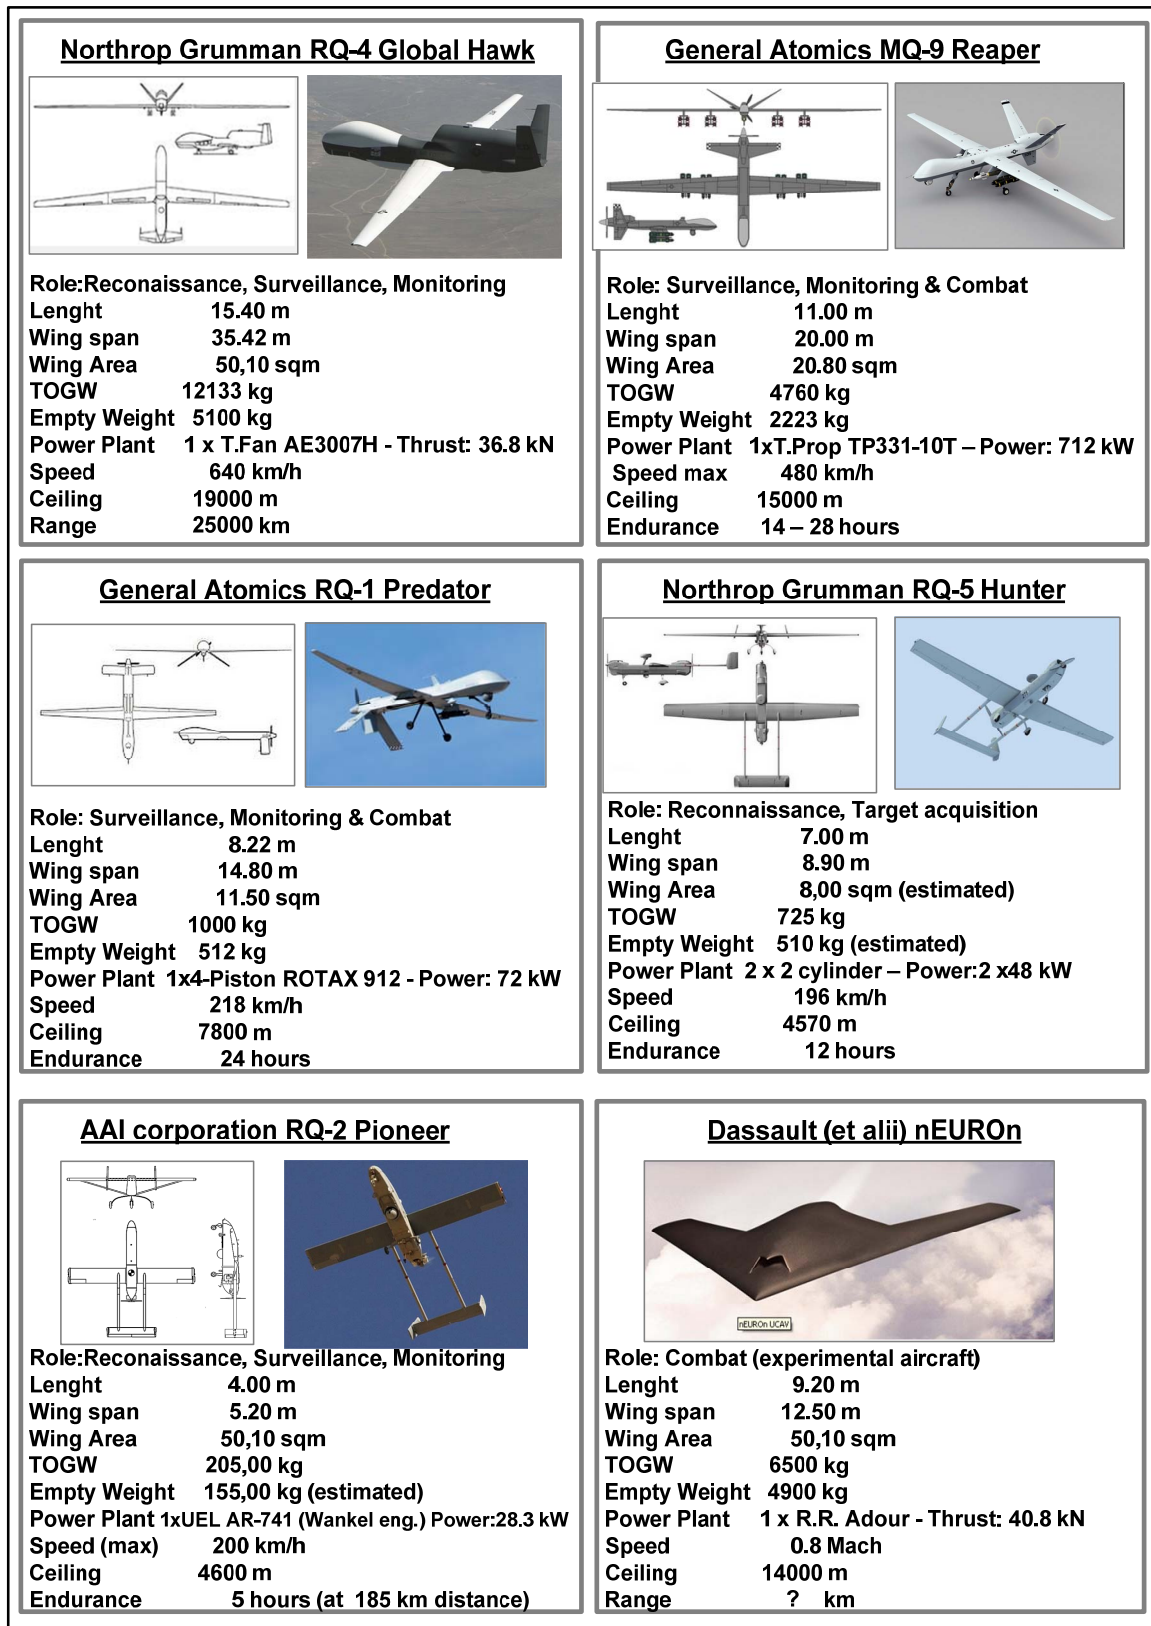 Northrop Grumman RQ-4 Global Hawk
Role:Reconaissance, Surveillance, Monitoring
Lenght 15.40 m
Wing span 35.42 m
Wing Area 50,10 sqm
TOGW 12133 kg
Empty Weight 5100 kg
Power Plant 1 x T.Fan AE3007H - Thrust: 36.8 kN
Speed 640 km/h
Ceiling 19000 m
Range 25000 km
General Atomics MQ-9 Reaper
Role: Surveillance, Monitoring & Combat
Lenght 11.00 m
Wing span 20.00 m
Wing Area 20.80 sqm
TOGW 4760 kg
Empty Weight 2223 kg
Power Plant 1xT.Prop TP331-10T – Power: 712 kW
Speed max 480 km/h
Ceiling 15000 m
Endurance 14 – 28 hours
General Atomics RQ-1 Predator
Role: Surveillance, Monitoring & Combat
Lenght 8.22 m
Wing span 14.80 m
Wing Area 11.50 sqm
TOGW 1000 kg
Empty Weight 512 kg
Power Plant 1x4-Piston ROTAX 912 - Power: 72 kW
Speed 218 km/h
Ceiling 7800 m
Endurance 24 hours
Northrop Grumman RQ-5 Hunter
Role: Reconnaissance, Target acquisition
Lenght 7.00 m
Wing span 8.90 m
Wing Area 8,00 sqm (estimated)
TOGW 725 kg
Empty Weight 510 kg (estimated)
Power Plant 2 x 2 cylinder – Power:2 x48 kW
Speed 196 km/h
Ceiling 4570 m
Endurance 12 hours
AAI corporation RQ-2 Pioneer
Role:Reconaissance, Surveillance, Monitoring
Lenght 4.00 m
Wing span 5.20 m
Wing Area 50,10 sqm
TOGW 205,00 kg
Empty Weight 155,00 kg (estimated)
Power Plant 1xUEL AR-741 (Wankel eng.) Power:28.3 kW
Speed (max) 200 km/h
Ceiling 4600 m
Endurance 5 hours (at 185 km distance)
Dassault (et alii) nEUROn
nEUROn UCAV
Role: Combat (experimental aircraft)
Lenght 9.20 m
Wing span 12.50 m
Wing Area 50,10 sqm
TOGW 6500 kg
Empty Weight 4900 kg
Power Plant 1 x R.R. Adour - Thrust: 40.8 kN
Speed 0.8 Mach
Ceiling 14000 m
Range ? km